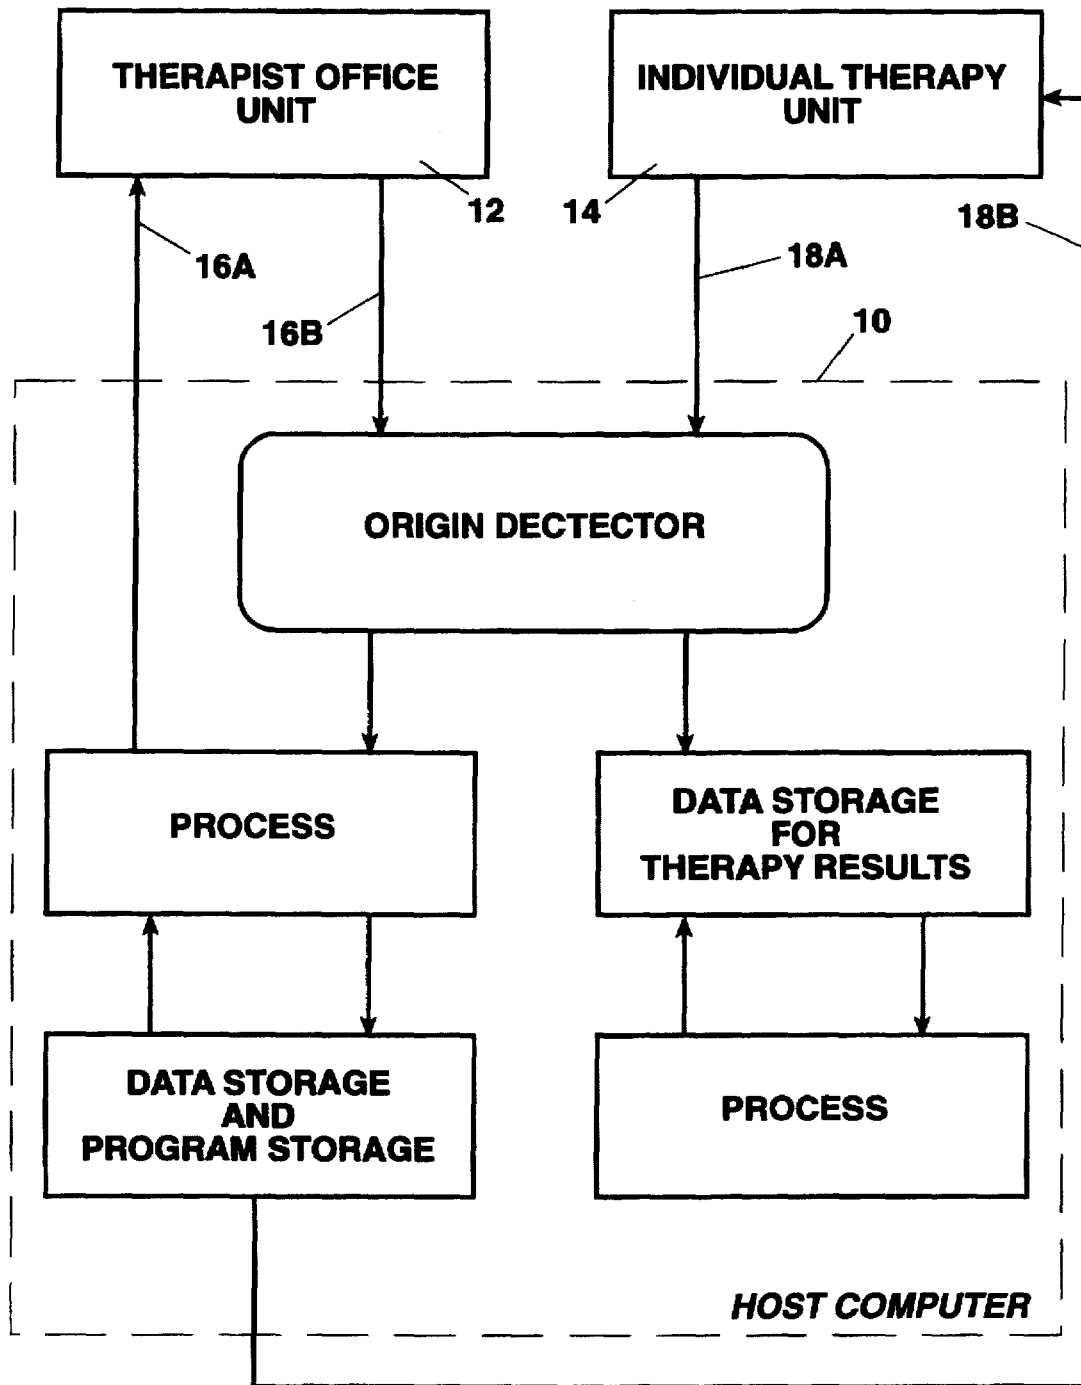 THERAPIST OFFICE
UNIT
INDIVIDUAL THERAPY
UNIT
12
14
18B
16A
18A
16B
10
ORIGIN DECTECTOR
PROCESS
DATA STORAGE
FOR
THERAPY RESULTS
DATA STORAGE
AND
PROGRAM STORAGE
PROCESS
HOST COMPUTER